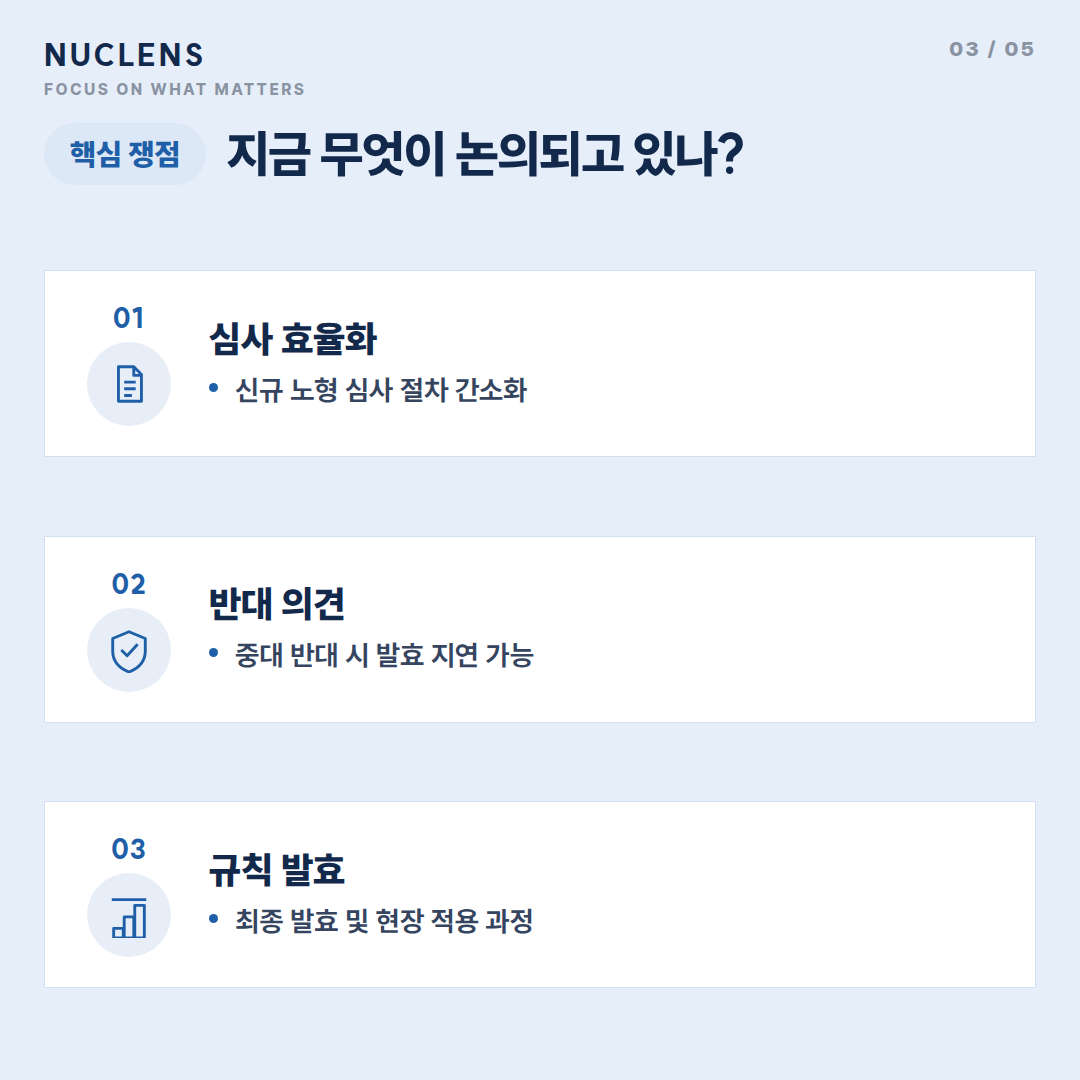 NUCLENS
03 / 05
FOCUS ON WHAT MATTERS
핵심 쟁점
지금 무엇이 논의되고 있나?
01
심사 효율화
• 신규 노형 심사 절차 간소화
02
반대 의견
• 중대 반대 시 발효 지연 가능
03
규칙 발효
• 최종 발효 및 현장 적용 과정